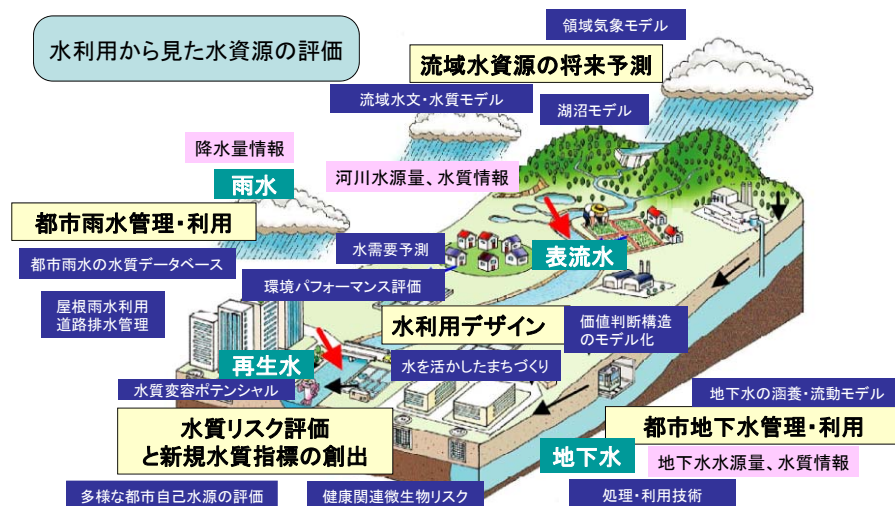 水利用から見た水資源の評価
領域気象モデル
流域水資源の将来予測
流域水文・水質モデル
湖沼モデル
降水量情報
雨水
河川水源量、水質情報
都市雨水管理・利用
水需要予測
表流水
都市雨水の水質データベース
環境パフォーマンス評価
屋根雨水利用
道路排水管理
水利用デザイン
価値判断構造
のモデル化
再生水
水を活かしたまちづくり
水質変容ポテンシャル
地下水の涵養・流動モデル
水質リスク評価
と新規水質指標の創出
都市地下水管理・利用
地下水
地下水水源量、水質情報
多様な都市自己水源の評価
健康関連微生物リスク
処理・利用技術